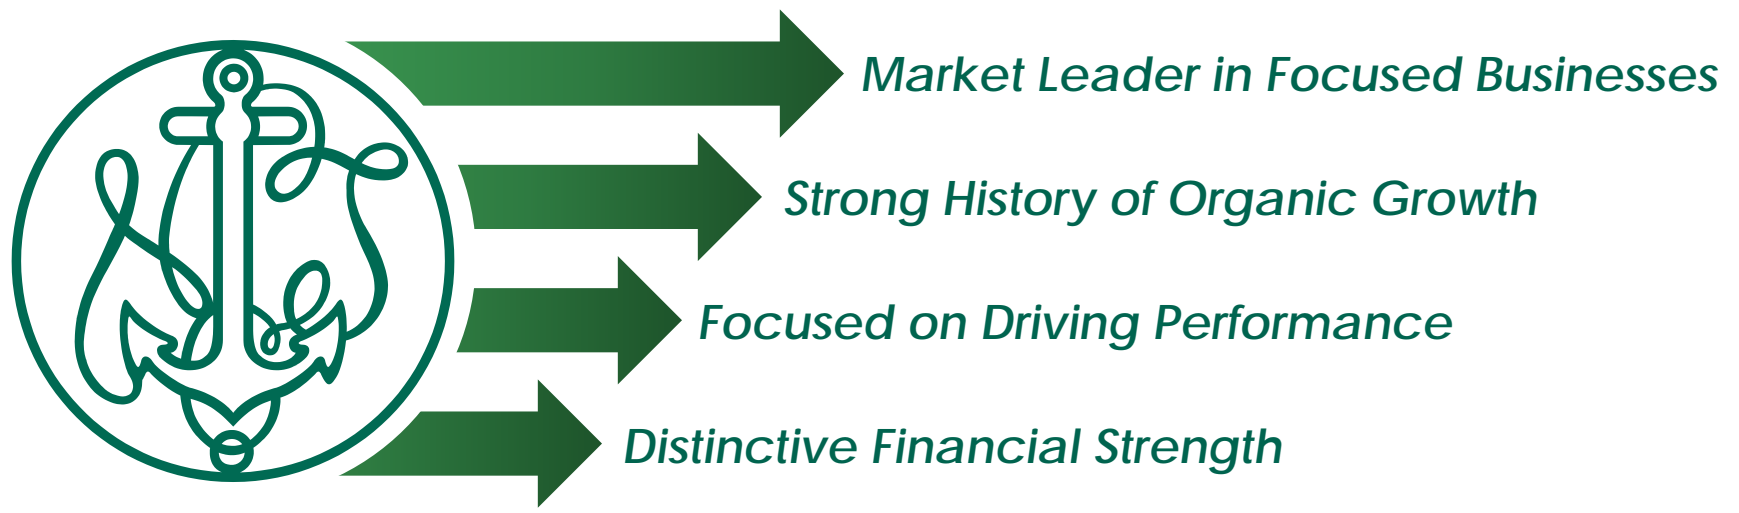 Market Leader in Focused Businesses
Strong History of Organic Growth
Focused on Driving Performance
Distinctive Financial Strength